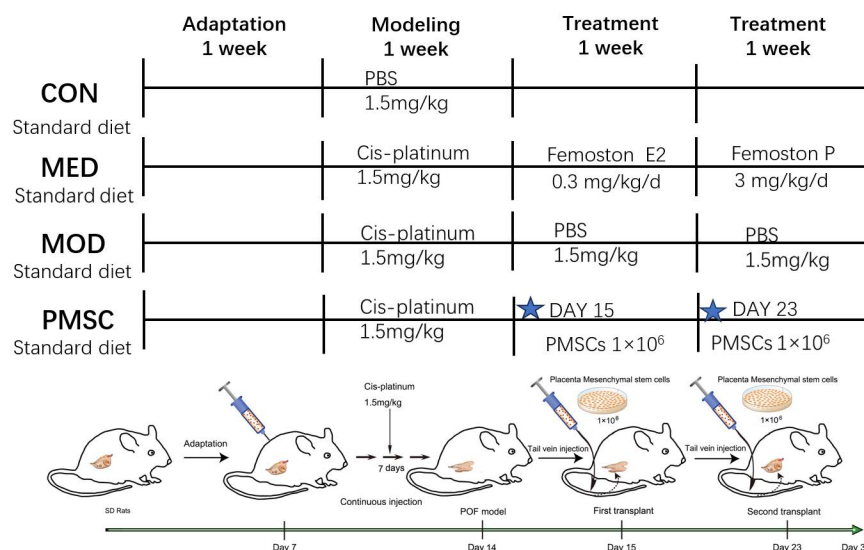 Adaptation Modeling Treatment Treatment
1 week 1 week 1 week 1 week
CON
Standard diet
PBS
1.5mg/kg
MED
Standard diet
Cis-platinum
1.5mg/kg
Femoston E2
0.3 mg/kg/d
Femoston P
3 mg/kg/d
MOD
Standard diet
Cis-platinum
1.5mg/kg
PBS
1.5mg/kg
PBS
1.5mg/kg
PMSC
Standard diet
Cis-platinum
1.5mg/kg
DAY 15
PMSCs 1×10⁶
DAY 23
PMSCs 1×10⁶
Cis-platinum
1.5mg/kg
Placenta Mesenchymal stem cells
1×10⁶
Placenta Mesenchymal stem cells
1×10⁶
Adaptation
7 days
Tail vein injection
Tail vein injection
Continuous injection
SD Rats
POF model
First transplant
Second transplant
Day 7
Day 14
Day 15
Day 23
Day 3